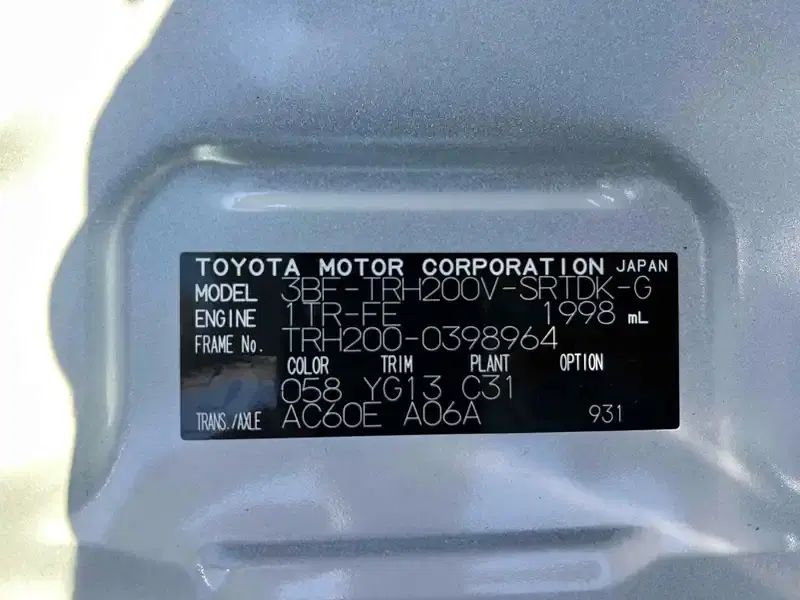 TOYOTA MOTOR CORPORATION JAPAN
MODEL 3BF-TRH200V-SRTDK-G
ENGINE 1TR-FE 1998 mL
FRAME No. TRH200-0398964
COLOR TRIM PLANT OPTION
058 YG13 C31
TRANS./AXLE AC60E A06A 931